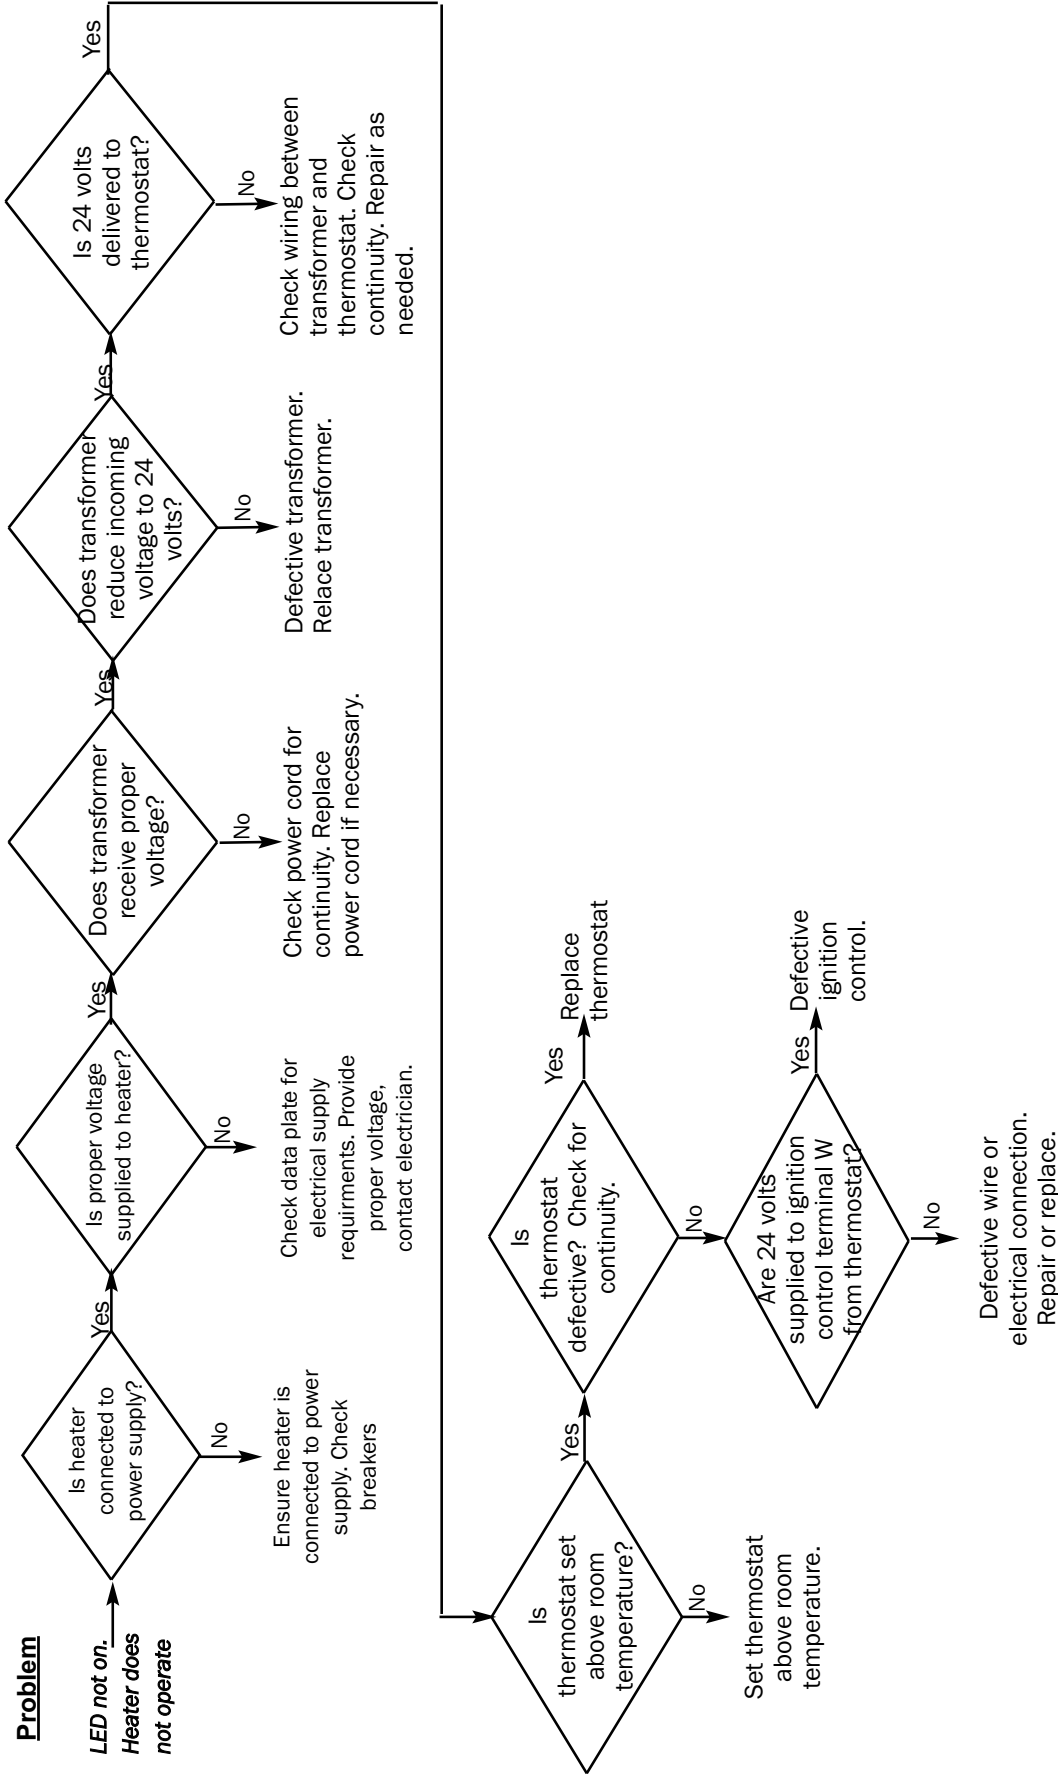 Problem
LED not on.
Heater does
not operate
Is heater
connected to
power supply?
Yes
No
Ensure heater is
connected to power
supply. Check
breakers
Is proper voltage
supplied to heater?
Yes
No
Check data plate for
electrical supply
requirments. Provide
proper voltage,
contact electrician.
Does transformer
receive proper
voltage?
Yes
No
Check power cord for
continuity. Replace
power cord if necessary.
Does transformer
reduce incoming
voltage to 24
volts?
Yes
No
Defective transformer.
Relace transformer.
Is 24 volts
delivered to
thermostat?
Yes
No
Check wiring between
transformer and
thermostat. Check
continuity. Repair as
needed.
Is
thermostat set
above room
temperature?
Yes
No
Set thermostat
above room
temperature.
Is
thermostat
defective? Check for
continuity.
Yes
Replace
thermostat
No
Are 24 volts
supplied to ignition
control terminal W
from thermostat?
Yes
Defective
ignition
control.
No
Defective wire or
electrical connection.
Repair or replace.